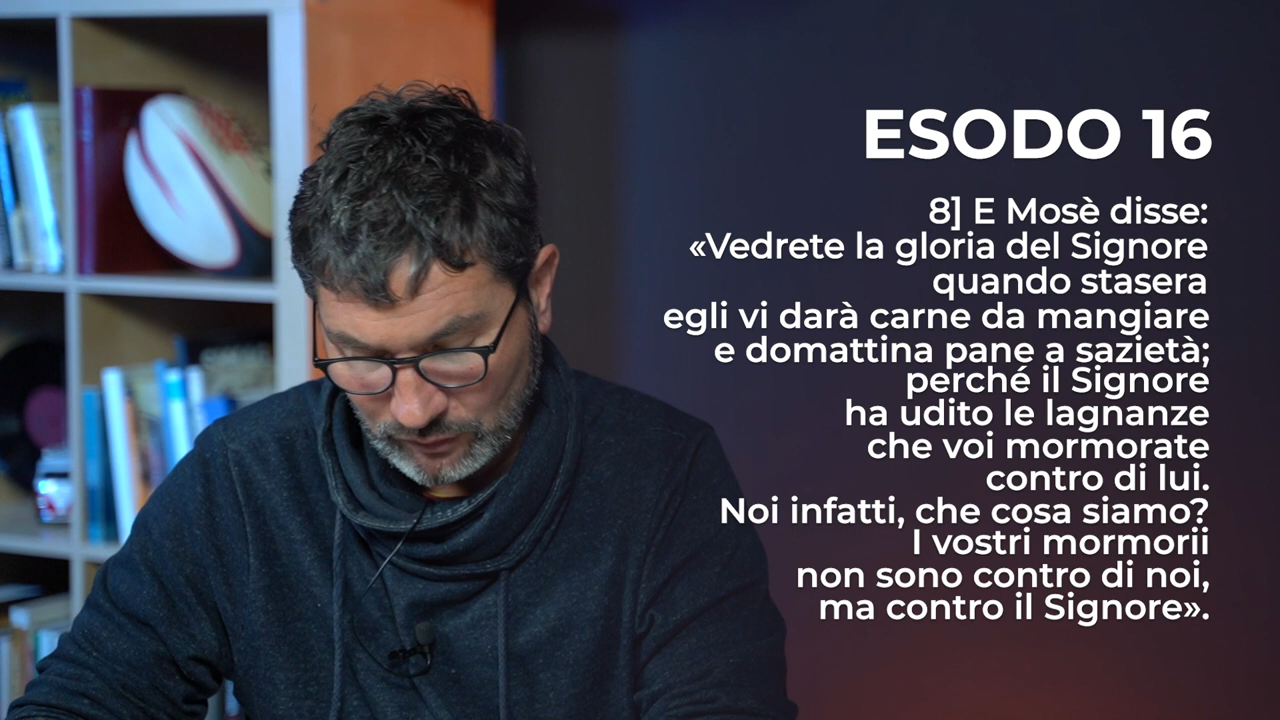 ESODO 16
8] E Mosè disse:
«Vedrete la gloria del Signore
quando stasera
egli vi darà carne da mangiare
e domattina pane a sazietà;
perché il Signore
ha udito le lagnanze
che voi mormorate
contro di lui.
Noi infatti, che cosa siamo?
I vostri mormorii
non sono contro di noi,
ma contro il Signore».